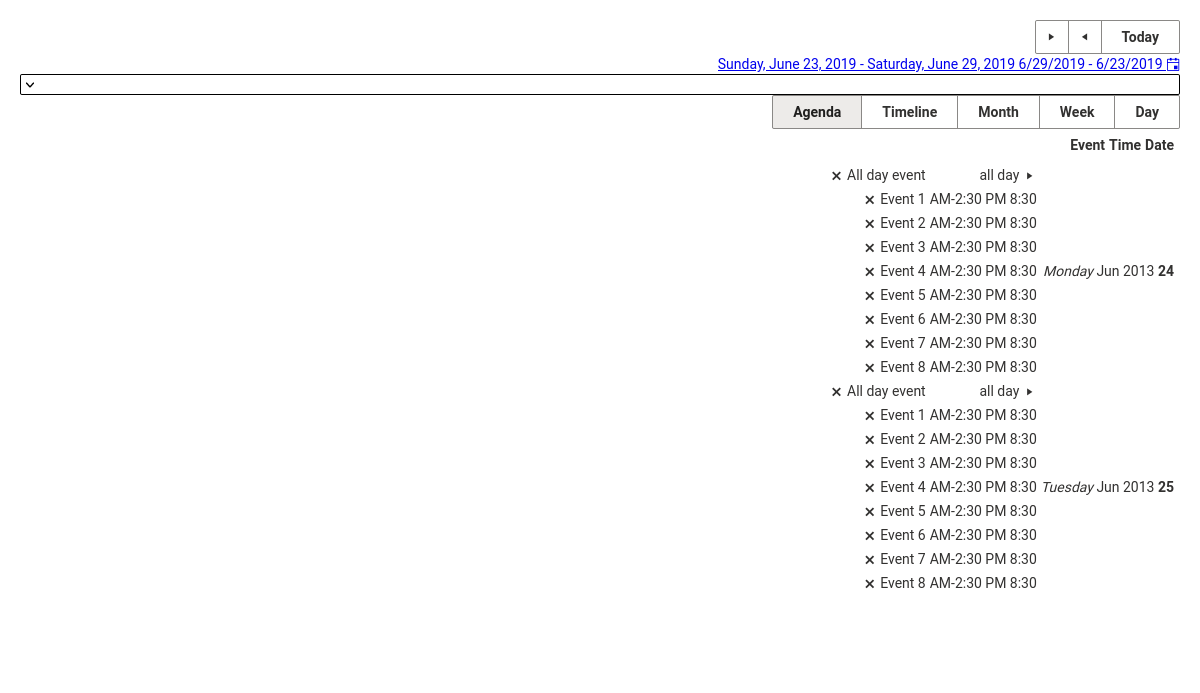 Today
Sunday, June 23, 2019 - Saturday, June 29, 2019 6/29/2019 - 6/23/2019
Agenda Timeline Month Week Day
Event Time Date
All day event all day
Event 1 AM-2:30 PM 8:30
Event 2 AM-2:30 PM 8:30
Event 3 AM-2:30 PM 8:30
Event 4 AM-2:30 PM 8:30 Monday Jun 2013 24
Event 5 AM-2:30 PM 8:30
Event 6 AM-2:30 PM 8:30
Event 7 AM-2:30 PM 8:30
Event 8 AM-2:30 PM 8:30
All day event all day
Event 1 AM-2:30 PM 8:30
Event 2 AM-2:30 PM 8:30
Event 3 AM-2:30 PM 8:30
Event 4 AM-2:30 PM 8:30 Tuesday Jun 2013 25
Event 5 AM-2:30 PM 8:30
Event 6 AM-2:30 PM 8:30
Event 7 AM-2:30 PM 8:30
Event 8 AM-2:30 PM 8:30